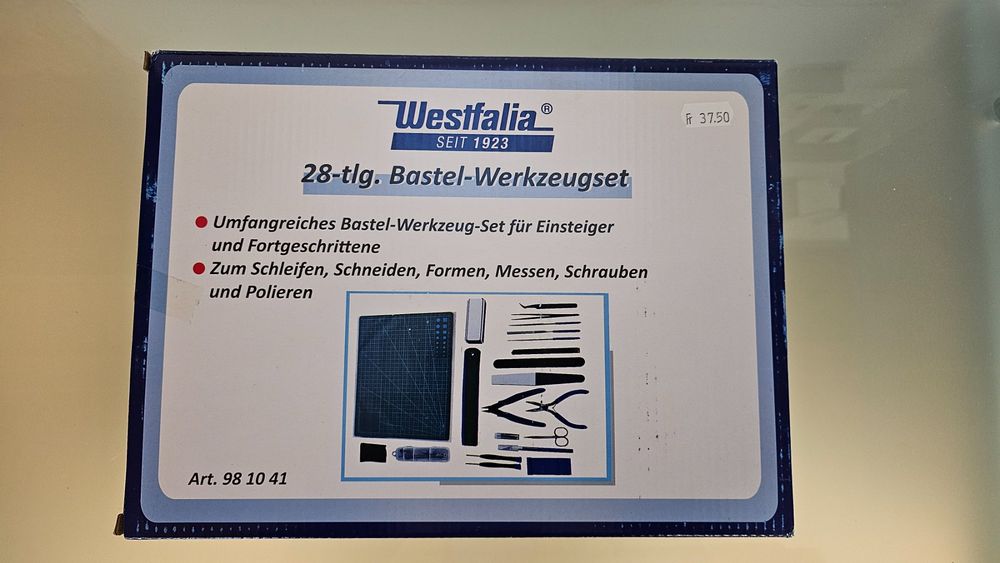 Westfalia®
SEIT 1923
Fr 37.50
28-tlg. Bastel-Werkzeugset
● Umfangreiches Bastel-Werkzeug-Set für Einsteiger
und Fortgeschrittene
● Zum Schleifen, Schneiden, Formen, Messen, Schrauben
und Polieren
Art. 98 10 41